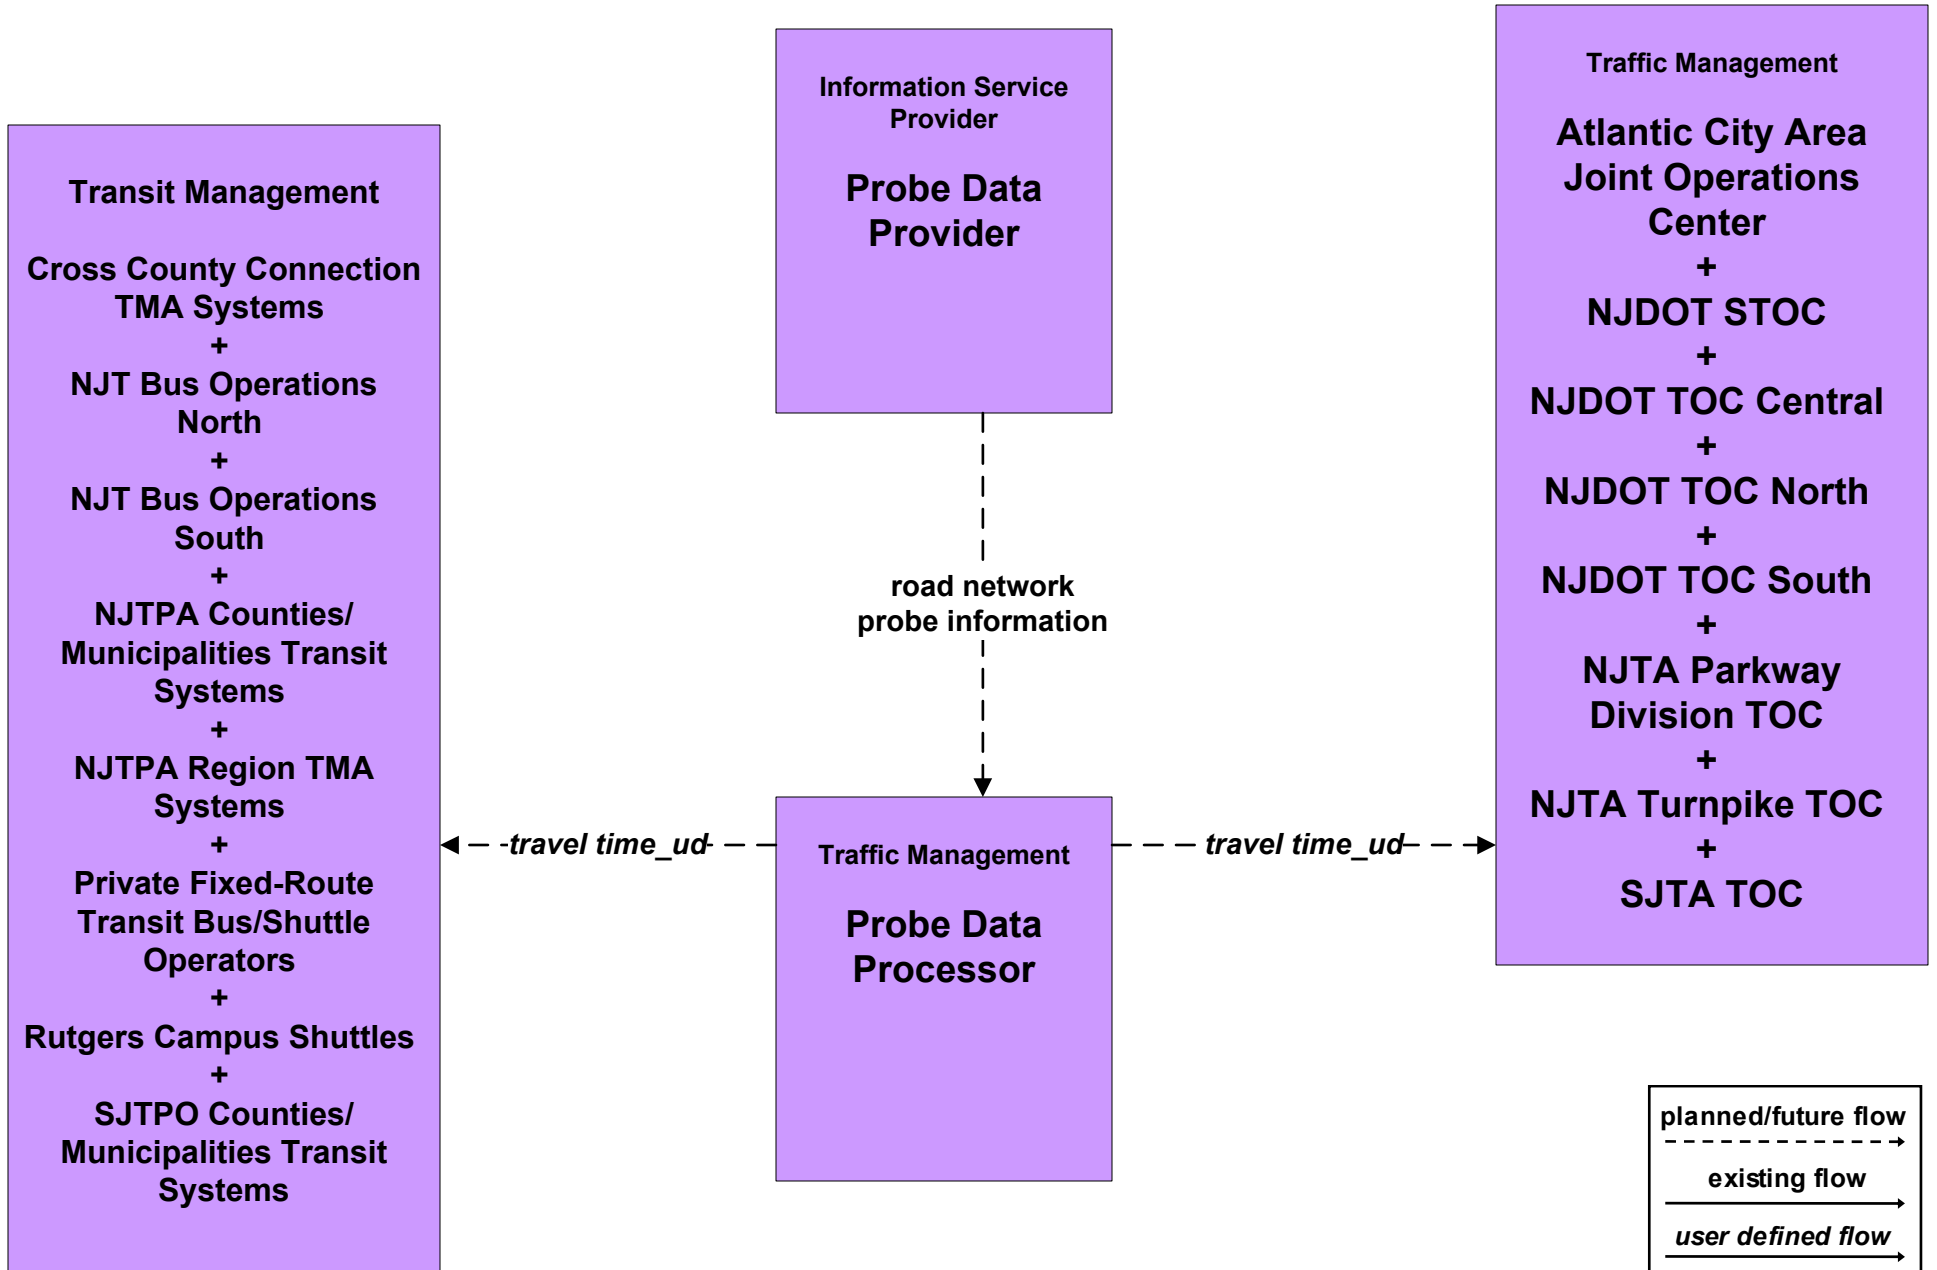 Transit Management
Cross County Connection
TMA Systems
+
NJT Bus Operations
North
+
NJT Bus Operations
South
+
NJTPA Counties/
Municipalities Transit
Systems
+
NJTPA Region TMA
Systems
+
Private Fixed-Route
Transit Bus/Shuttle
Operators
+
Rutgers Campus Shuttles
+
SJTPO Counties/
Municipalities Transit
Systems
Information Service
Provider
Probe Data
Provider
road network
probe information
travel time_ud
Traffic Management
Probe Data
Processor
travel time_ud
Traffic Management
Atlantic City Area
Joint Operations
Center
+
NJDOT STOC
+
NJDOT TOC Central
+
NJDOT TOC North
+
NJDOT TOC South
+
NJTA Parkway
Division TOC
+
NJTA Turnpike TOC
+
SJTA TOC
planned/future flow
existing flow
user defined flow